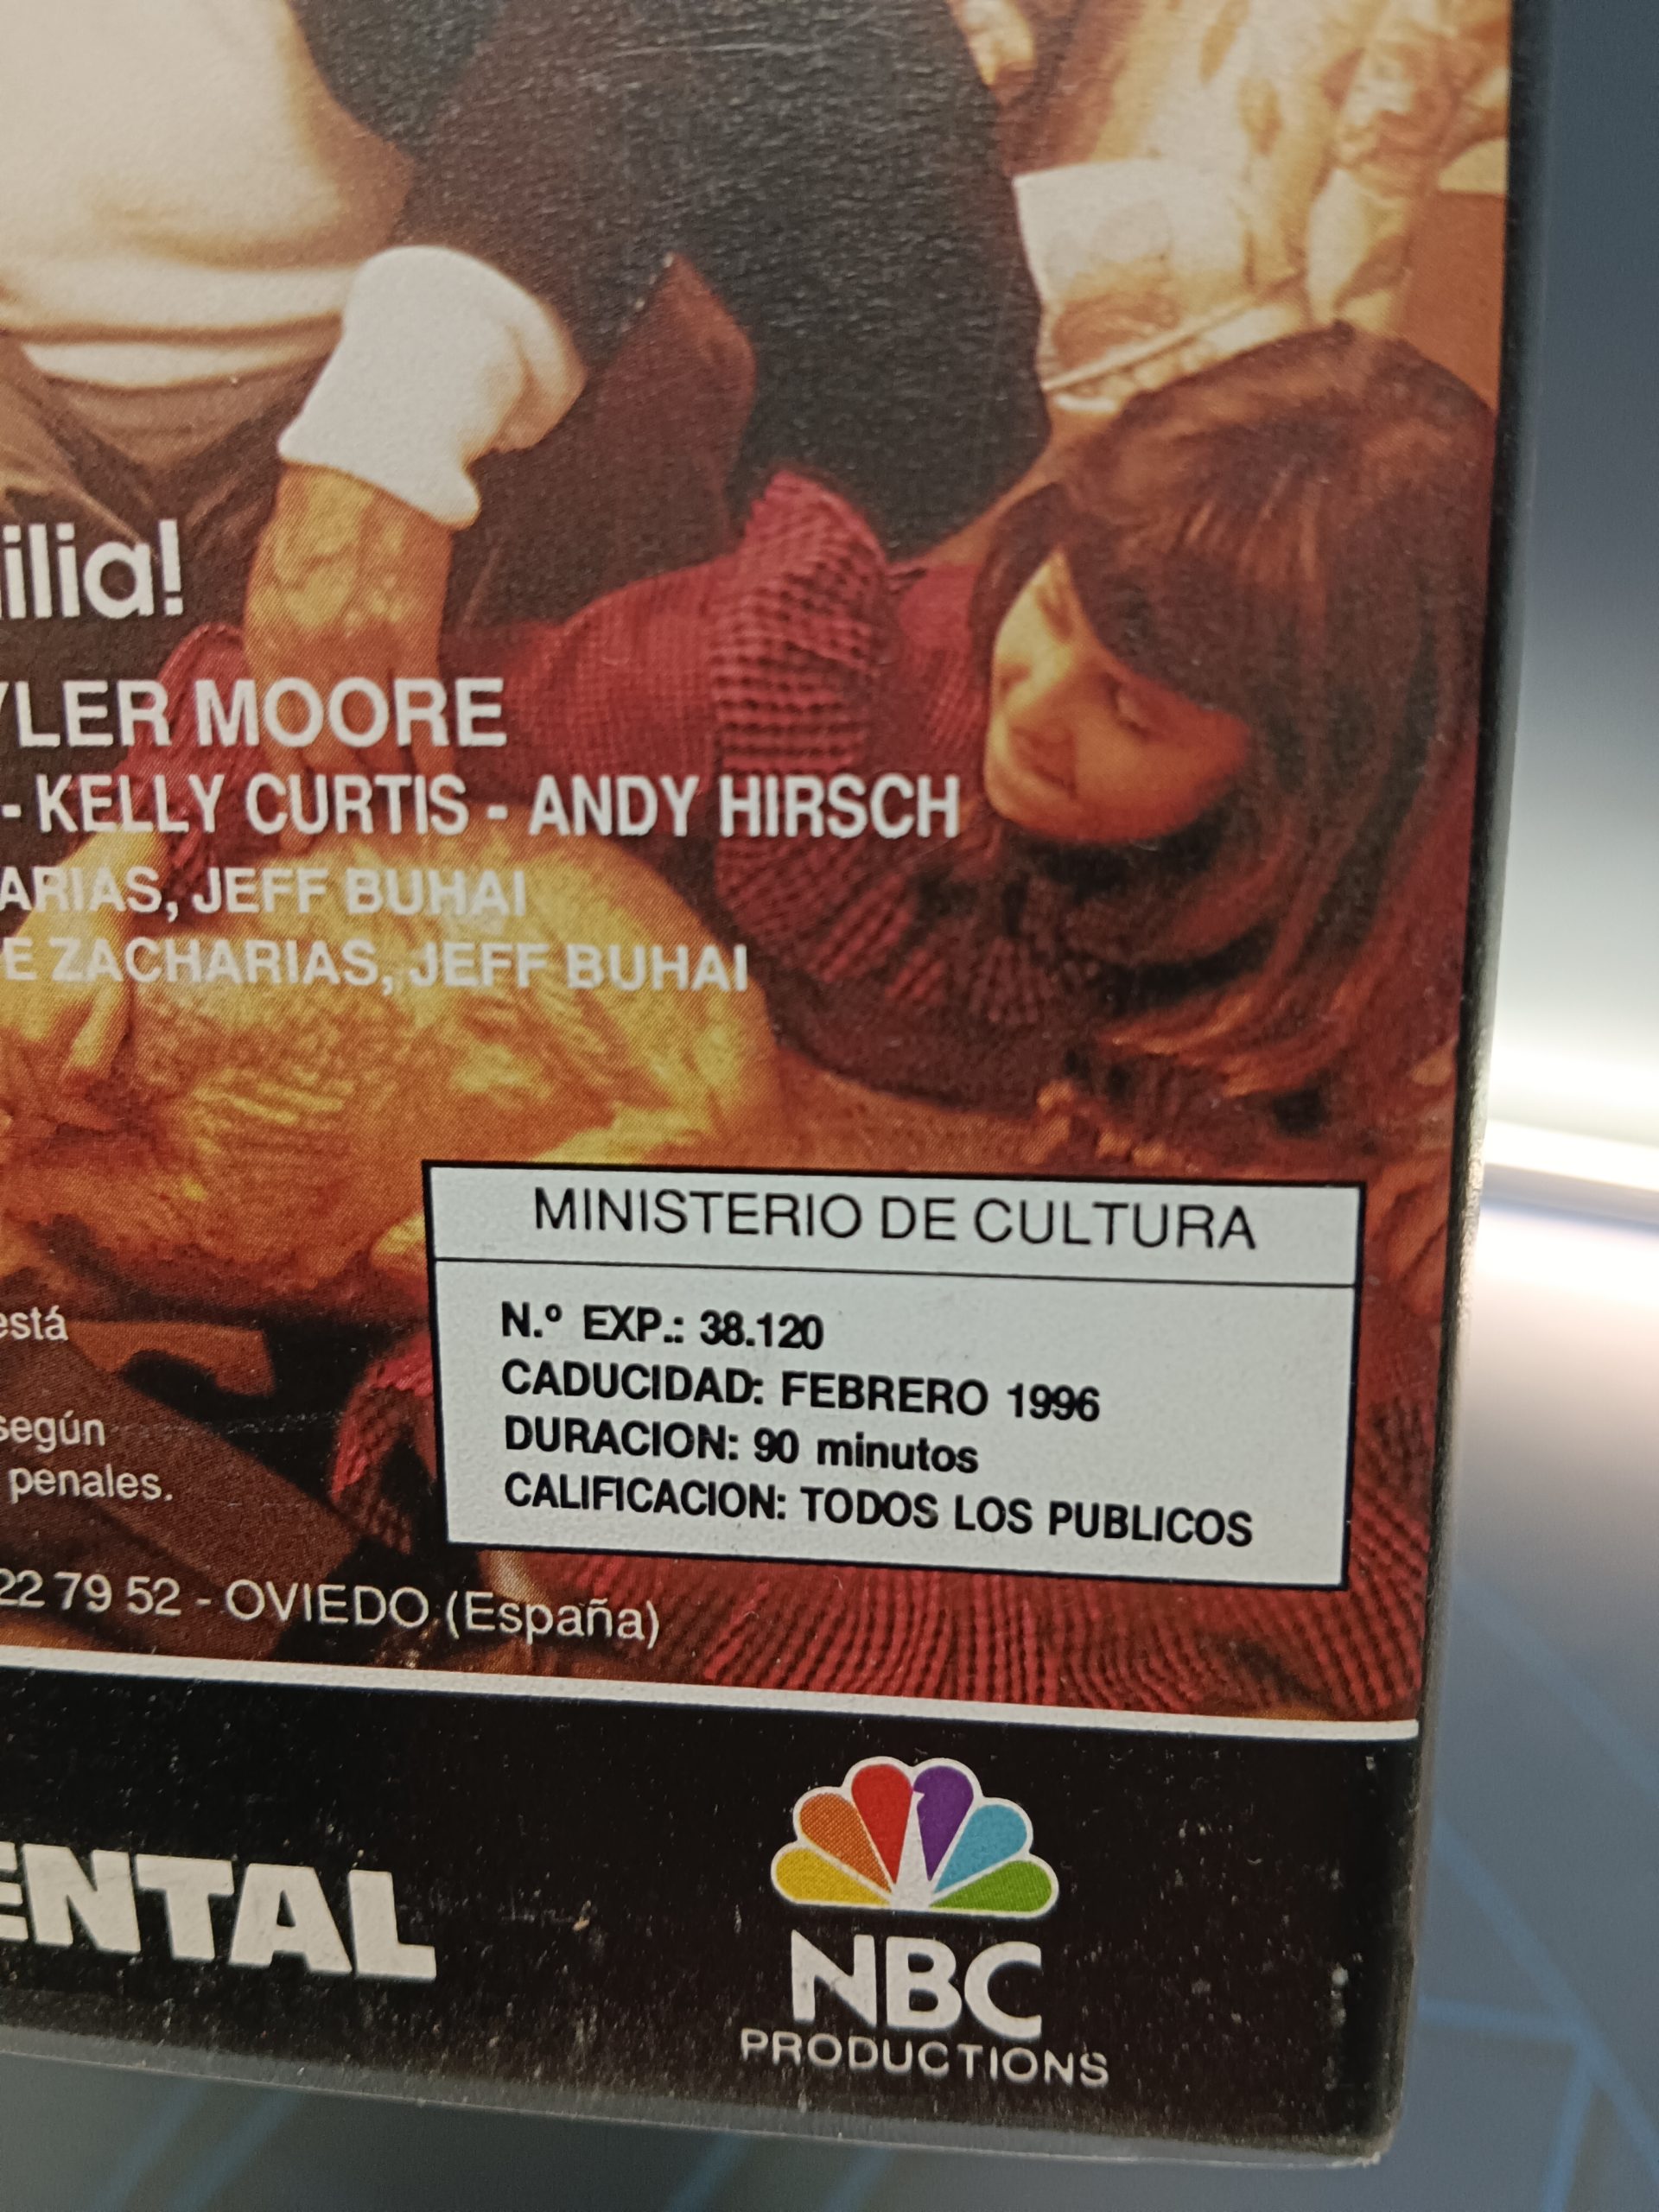 ilia!
YLER MOORE
- KELLY CURTIS - ANDY HIRSCH
ARIAS, JEFF BUHAI
E ZACHARIAS, JEFF BUHAI
MINISTERIO DE CULTURA
N.º EXP.: 38.120
CADUCIDAD: FEBRERO 1996
DURACION: 90 minutos
CALIFICACION: TODOS LOS PUBLICOS
está
según
penales.
22 79 52 - OVIEDO (España)
ENTAL
NBC
PRODUCTIONS